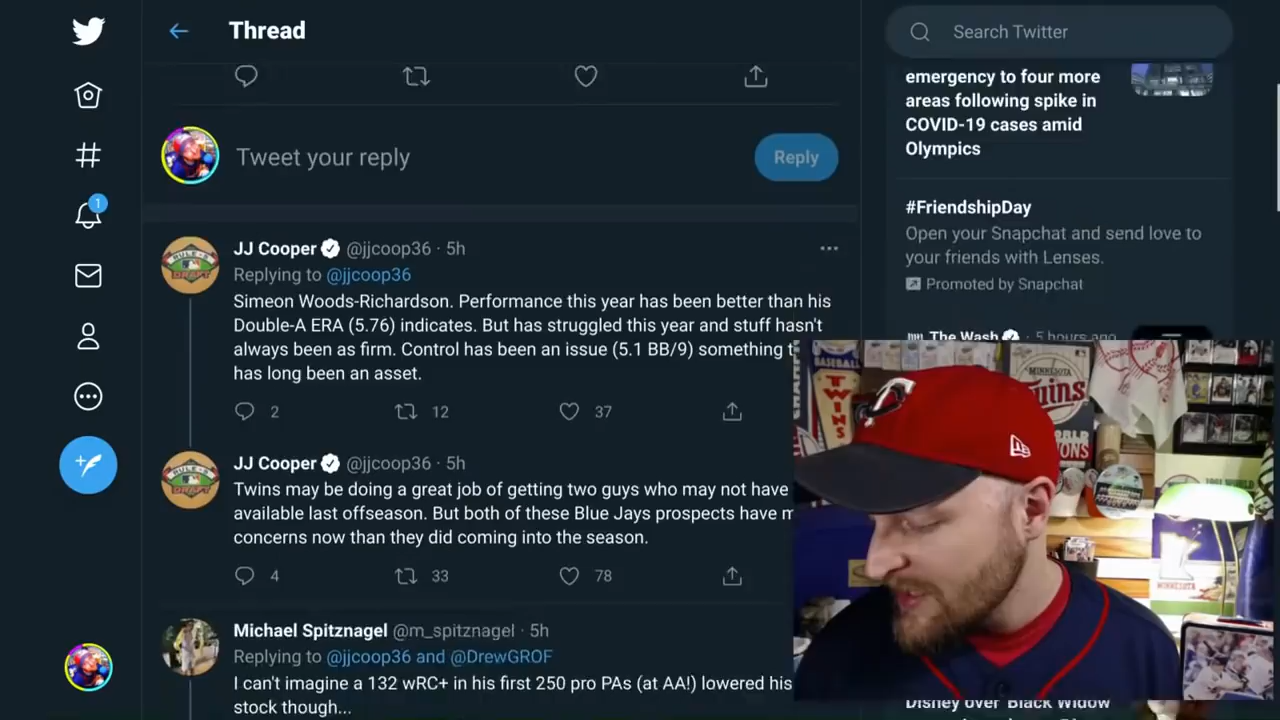 Thread
Search Twitter
emergency to four more
areas following spike in
COVID-19 cases amid
Olympics
Tweet your reply
Reply
#FriendshipDay
Open your Snapchat and send love to
your friends with Lenses.
Promoted by Snapchat
The Wash · 5 hours ago
1
JJ Cooper @jjcoop36 · 5h
Replying to @jjcoop36
Simeon Woods-Richardson. Performance this year has been better than his
Double-A ERA (5.76) indicates. But has struggled this year and stuff hasn't
always been as firm. Control has been an issue (5.1 BB/9) something t
has long been an asset.
2 12 37
JJ Cooper @jjcoop36 · 5h
Twins may be doing a great job of getting two guys who may not have
available last offseason. But both of these Blue Jays prospects have m
concerns now than they did coming into the season.
4 33 78
Michael Spitznagel @m_spitznagel · 5h
Replying to @jjcoop36 and @DrewGROF
I can't imagine a 132 wRC+ in his first 250 pro PAs (at AA!) lowered his
stock though...
BASEBALL
TWINS
MINNESOTA
Twins
WORLD
MINNESOTA
Disney over Black Widow